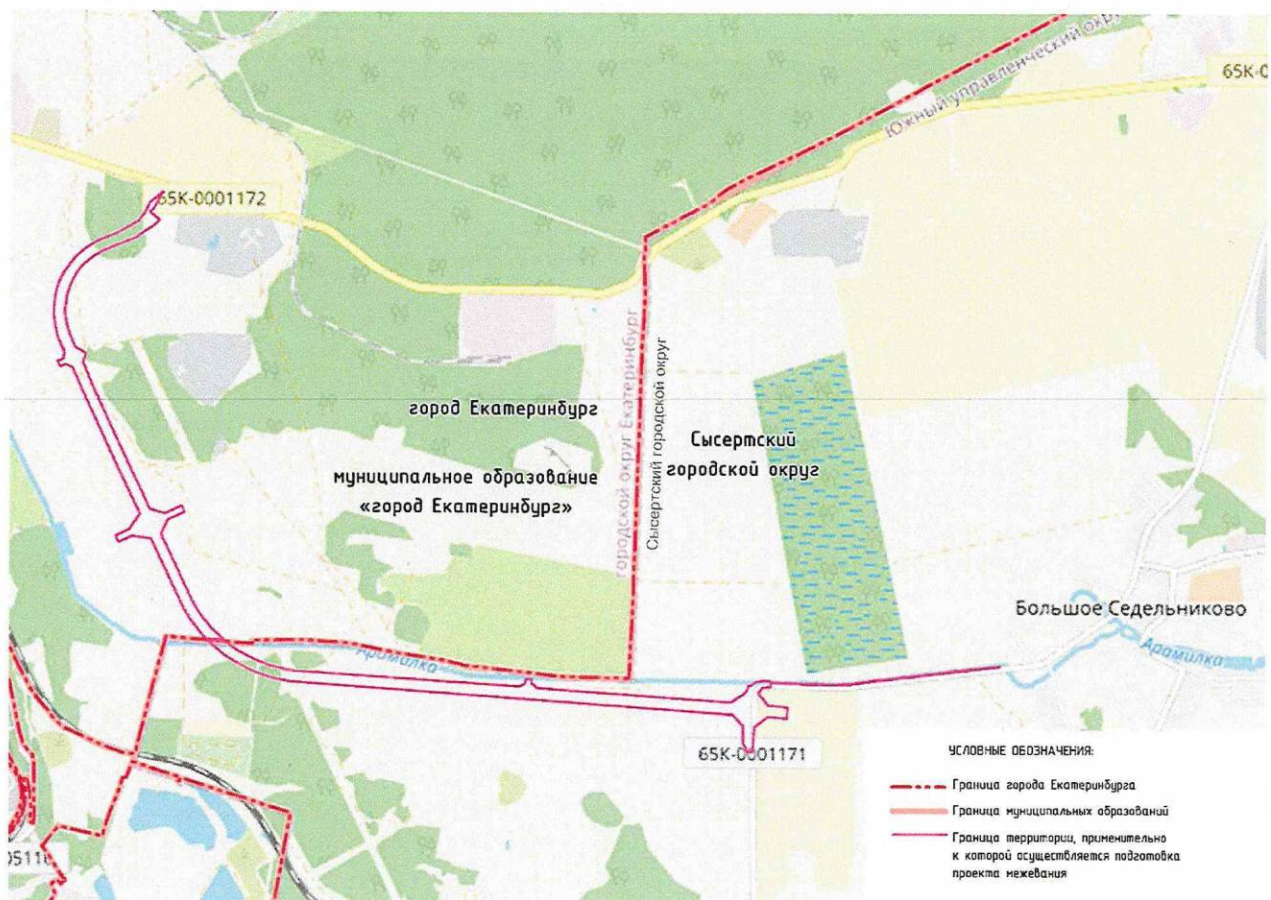 Южный управленческий окру
65К-0
65К-0001172
городской округ Екатеринбург
Сысертский городской округ
город Екатеринбург
муниципальное образование
«город Екатеринбург»
Сысертский
городской округ
Большое Седельниково
Арамилка
Арамилка
65К-0001171
УСЛОВНЫЕ ОБОЗНАЧЕНИЯ:
Граница города Екатеринбурга
Граница муниципальных образований
Граница территории, применительно
к которой осуществляется подготовка
проекта межевания